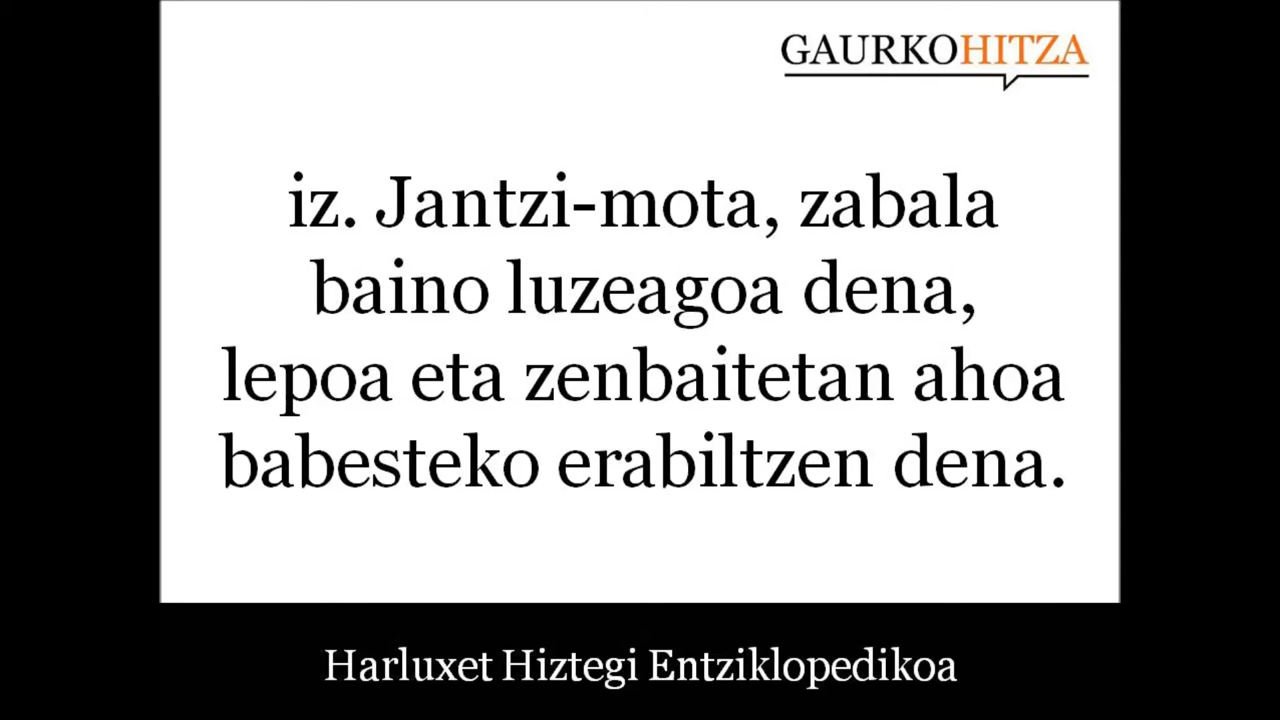 GAURKOHITZA
iz. Jantzi-mota, zabala
baino luzeagoa dena,
lepoa eta zenbaitetan ahoa
babesteko erabiltzen dena.
Harluxet Hiztegi Entziklopedikoa